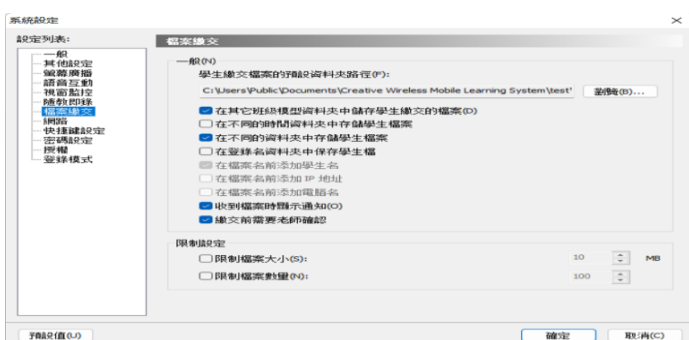 系統設定
設定列表:
一般
其他設定
螢幕廣播
語音互動
視窗監控
隨教即錄
檔案繳交
網路
快捷鍵設定
密碼設定
授權
登錄模式
檔案繳交
一般(N)
學生繳交檔案的預設資料夾路徑(P):
C:\Users\Public\Documents\Creative Wireless Mobile Learning System\test'
瀏覽(B)...
在其它班級模型資料夾中儲存學生繳交的檔案(D)
在不同的時間資料夾中存儲學生檔案
在不同的資料夾中存儲學生檔案
在登錄名資料夾中保存學生檔
在檔案名前添加學生名
在檔案名前添加 IP 地址
在檔案名前添加電腦名
收到檔案時顯示通知(O)
繳交前需要老師確認
限制設定
限制檔案大小(S):
10
MB
限制檔案數量(N):
100
預設值(U)
確定
取消(C)